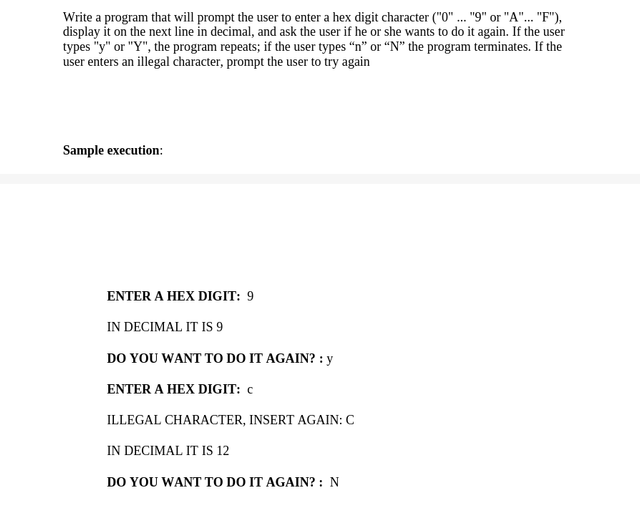 Write a program that will prompt the user to enter a hex digit character ("0" ... "9" or "A"... "F"),
display it on the next line in decimal, and ask the user if he or she wants to do it again. If the user
types "y" or "Y", the program repeats; if the user types “n” or “N” the program terminates. If the
user enters an illegal character, prompt the user to try again
Sample execution:
ENTER A HEX DIGIT: 9
IN DECIMAL IT IS 9
DO YOU WANT TO DO IT AGAIN? : y
ENTER A HEX DIGIT: c
ILLEGAL CHARACTER, INSERT AGAIN: C
IN DECIMAL IT IS 12
DO YOU WANT TO DO IT AGAIN? : N